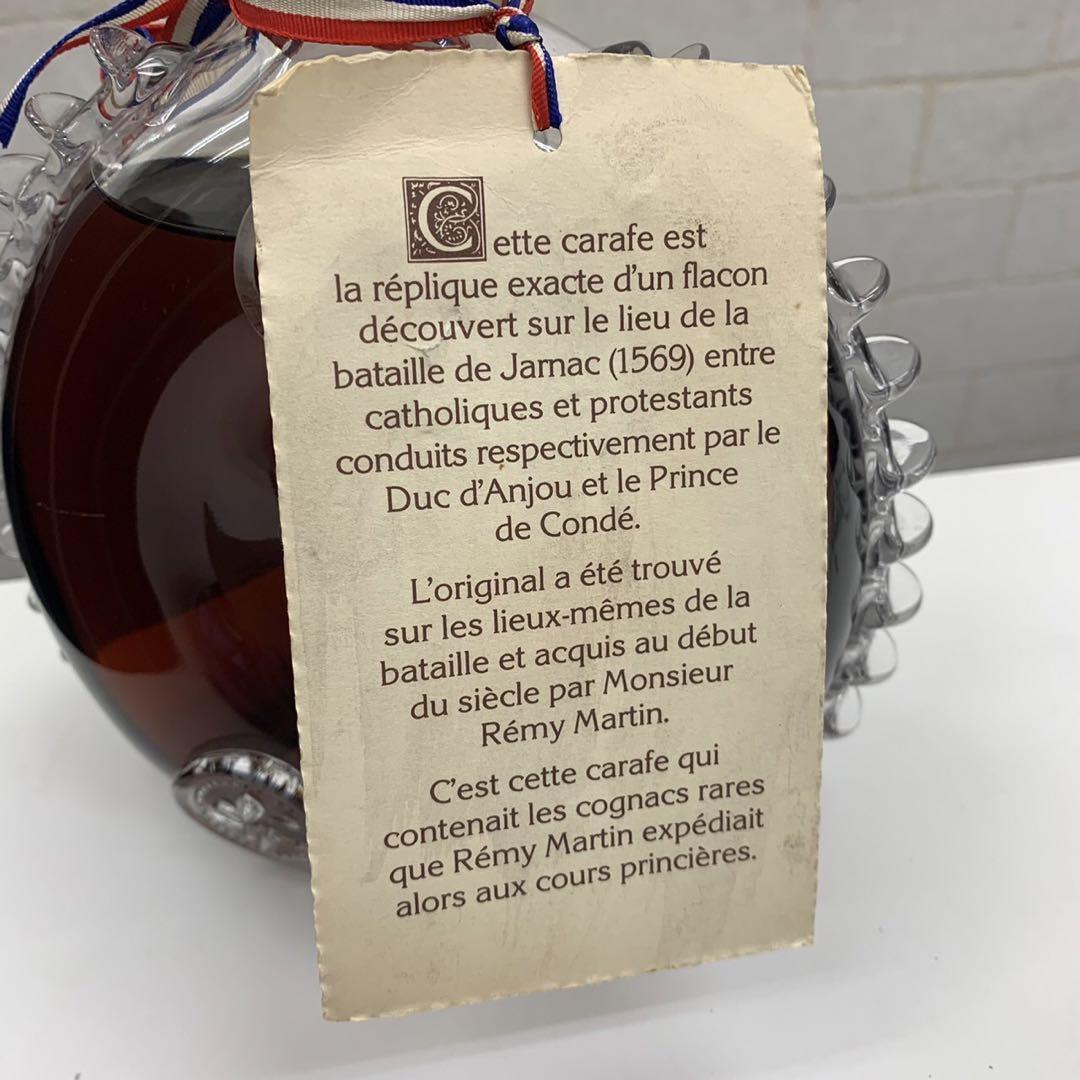 Cette carafe est
la réplique exacte d'un flacon
découvert sur le lieu de la
bataille de Jarnac (1569) entre
catholiques et protestants
conduits respectivement par le
Duc d'Anjou et le Prince
de Condé.
L'original a été trouvé
sur les lieux-mêmes de la
bataille et acquis au début
du siècle par Monsieur
Rémy Martin.
C'est cette carafe qui
contenait les cognacs rares
que Rémy Martin expédiait
alors aux cours princières.